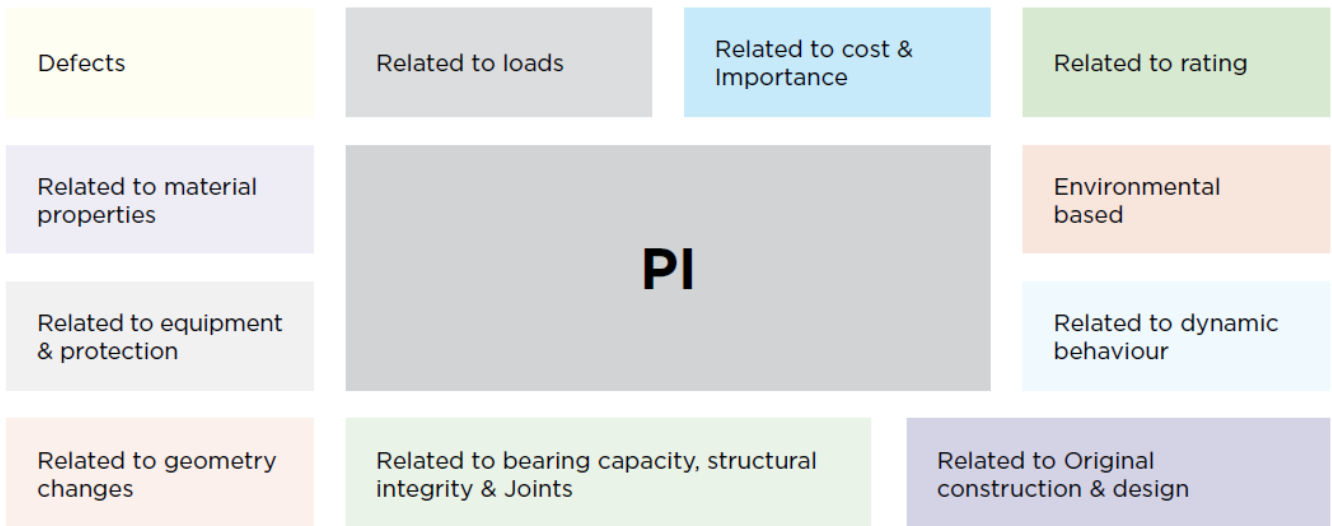 Defects
Related to loads
Related to cost &
Importance
Related to rating
Related to material
properties
PI
Environmental
based
Related to equipment
& protection
Related to dynamic
behaviour
Related to geometry
changes
Related to bearing capacity, structural
integrity & Joints
Related to Original
construction & design